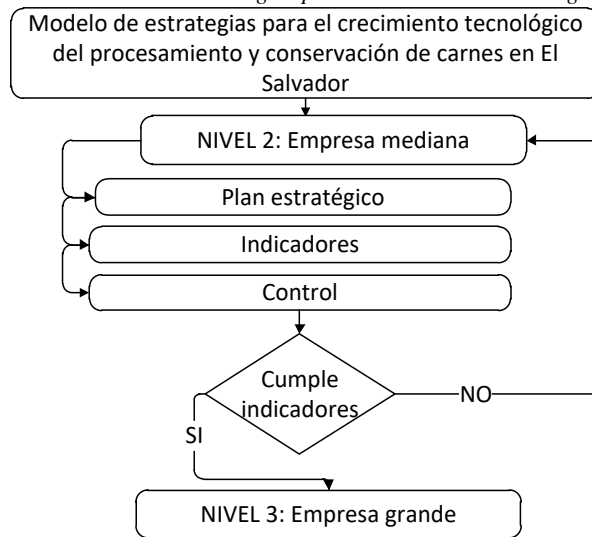 Modelo de estrategias para el crecimiento tecnológico
del procesamiento y conservación de carnes en El
Salvador
NIVEL 2: Empresa mediana
Plan estratégico
Indicadores
Control
Cumple
indicadores
NO
SI
NIVEL 3: Empresa grande